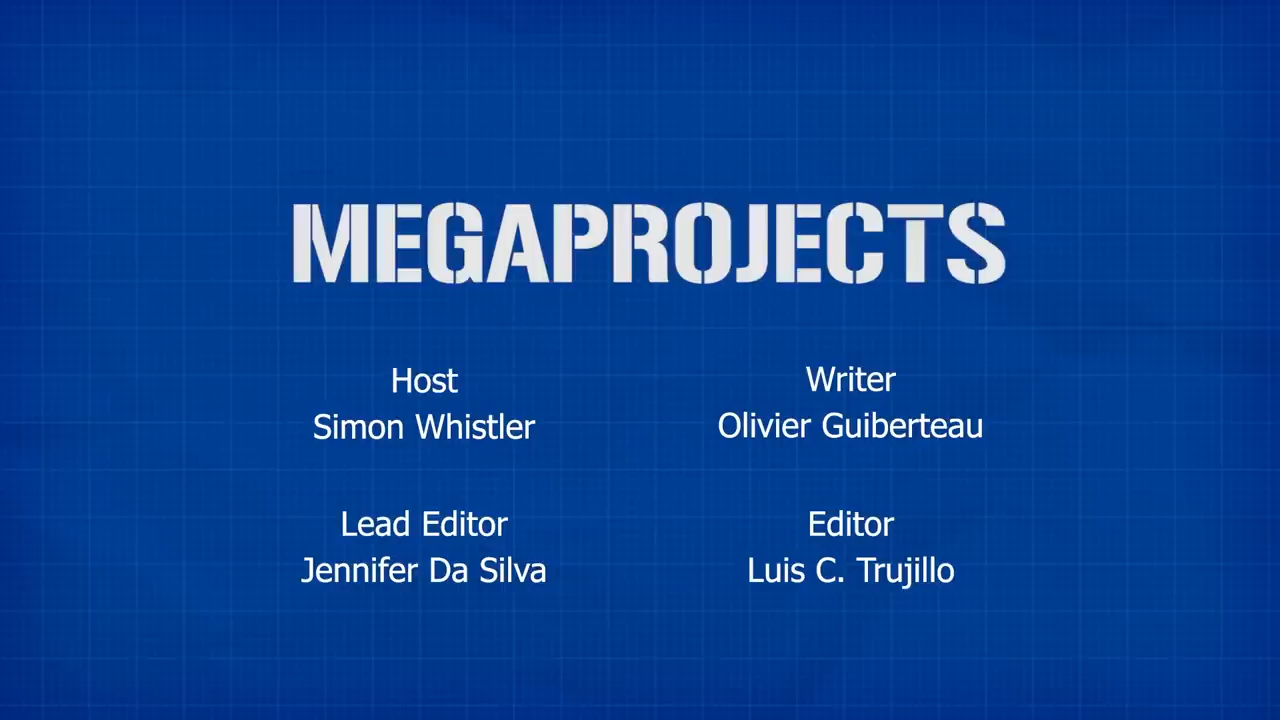 MEGAPROJECTS
Host
Simon Whistler
Writer
Olivier Guiberteau
Lead Editor
Jennifer Da Silva
Editor
Luis C. Trujillo